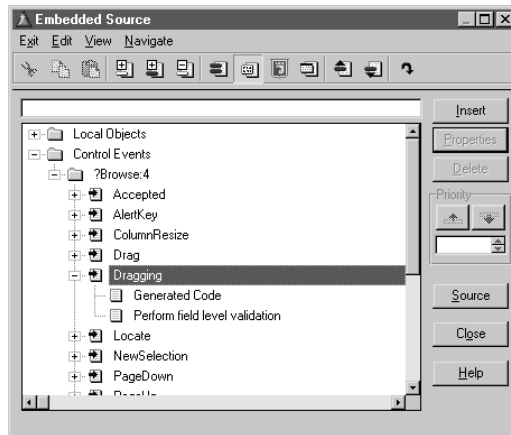 Embedded Source
Exit Edit View Navigate
Insert
Local Objects
Properties
Control Events
?Browse:4
Delete
Accepted
Priority
AlertKey
ColumnResize
Drag
Dragging
Generated Code
Source
Perform field level validation
Locate
Close
NewSelection
PageDown
Help
PageUp